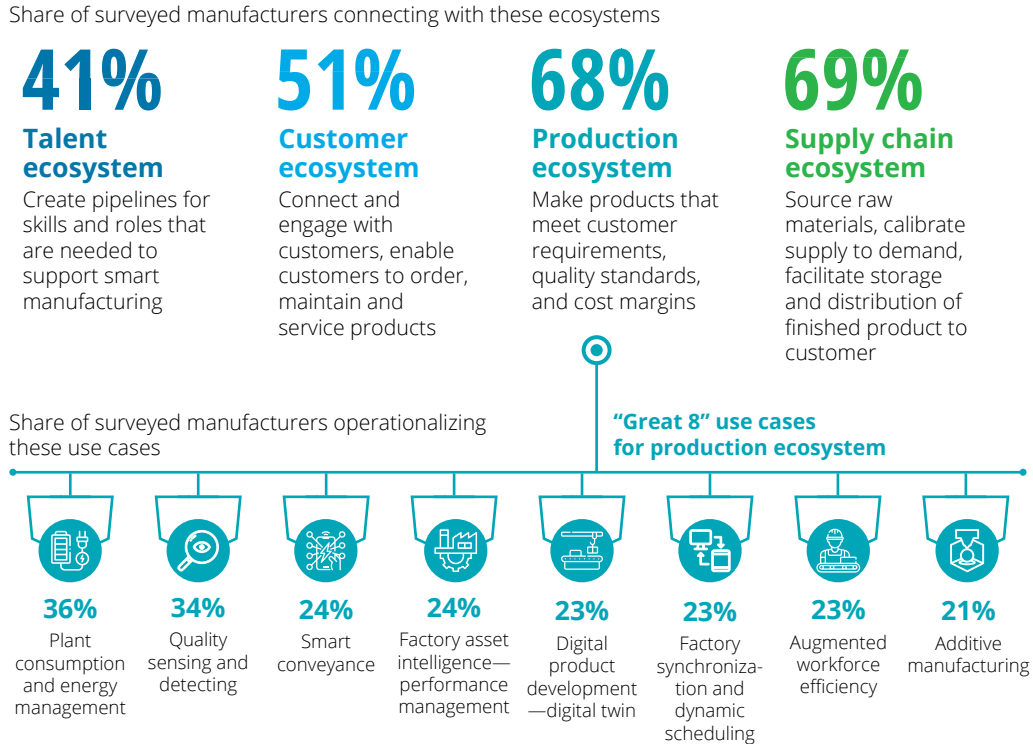 Share of surveyed manufacturers connecting with these ecosystems
41%
Talent
ecosystem
Create pipelines for
skills and roles that
are needed to
support smart
manufacturing
51%
Customer
ecosystem
Connect and
engage with
customers, enable
customers to order,
maintain and
service products
68%
Production
ecosystem
Make products that
meet customer
requirements,
quality standards,
and cost margins
69%
Supply chain
ecosystem
Source raw
materials, calibrate
supply to demand,
facilitate storage
and distribution of
finished product to
customer
Share of surveyed manufacturers operationalizing
these use cases
“Great 8” use cases
for production ecosystem
36%
Plant
consumption
and energy
management
34%
Quality
sensing and
detecting
24%
Smart
conveyance
24%
Factory asset
intelligence—
performance
management
23%
Digital
product
development
—digital twin
23%
Factory
synchroniza-
tion and
dynamic
scheduling
23%
Augmented
workforce
efficiency
21%
Additive
manufacturing